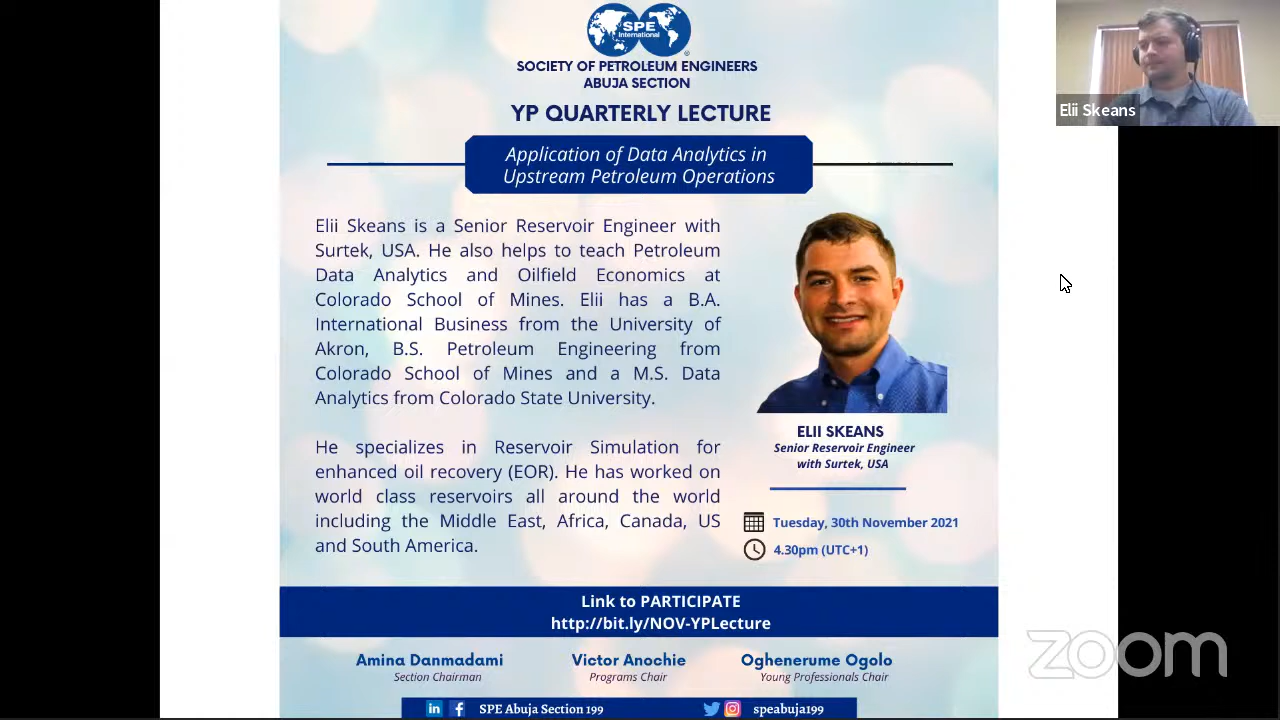 SPE
International
®
SOCIETY OF PETROLEUM ENGINEERS
ABUJA SECTION
YP QUARTERLY LECTURE
Application of Data Analytics in
Upstream Petroleum Operations
Elii Skeans is a Senior Reservoir Engineer with
Surtek, USA. He also helps to teach Petroleum
Data Analytics and Oilfield Economics at
Colorado School of Mines. Elii has a B.A.
International Business from the University of
Akron, B.S. Petroleum Engineering from
Colorado School of Mines and a M.S. Data
Analytics from Colorado State University.
He specializes in Reservoir Simulation for
enhanced oil recovery (EOR). He has worked on
world class reservoirs all around the world
including the Middle East, Africa, Canada, US
and South America.
ELII SKEANS
Senior Reservoir Engineer
with Surtek, USA
Tuesday, 30th November 2021
4.30pm (UTC+1)
Link to PARTICIPATE
http://bit.ly/NOV-YPLecture
Amina Danmadami
Section Chairman
Victor Anochie
Programs Chair
Oghenerume Ogolo
Young Professionals Chair
in f SPE Abuja Section 199
speabuja199
Elii Skeans
zoom